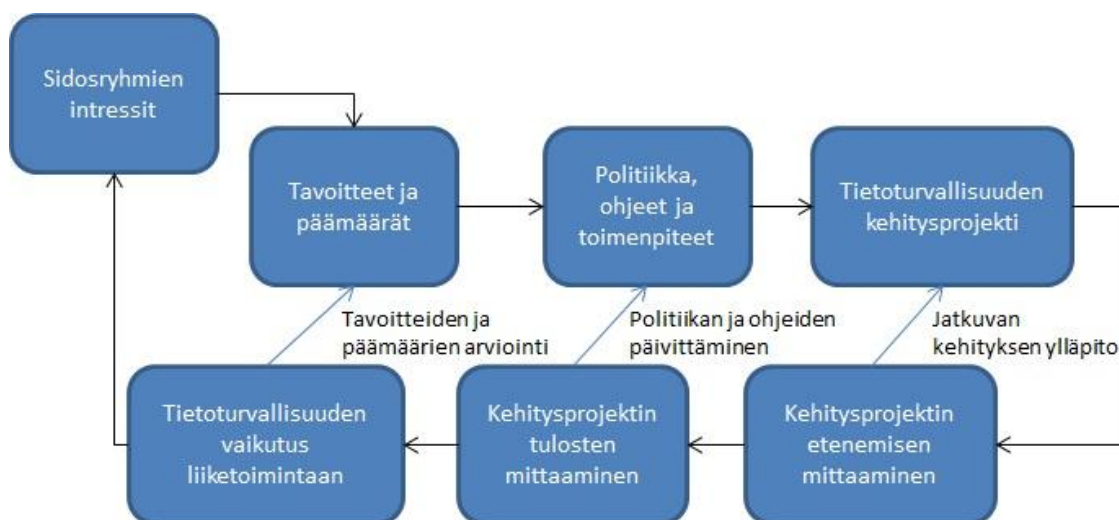 Sidosryhmien
intressit
Tavoitteet ja
päämäärät
Politiikka,
ohjeet ja
toimenpiteet
Tietoturvallisuuden
kehitysprojekti
Tavoitteiden ja
päämäärien arviointi
Politiikan ja ohjeiden
päivittäminen
Jatkuvan
kehityksen ylläpito
Tietoturvallisuuden
vaikutus
liiketoimintaan
Kehitysprojektin
tulosten
mittaaminen
Kehitysprojektin
etenemisen
mittaaminen